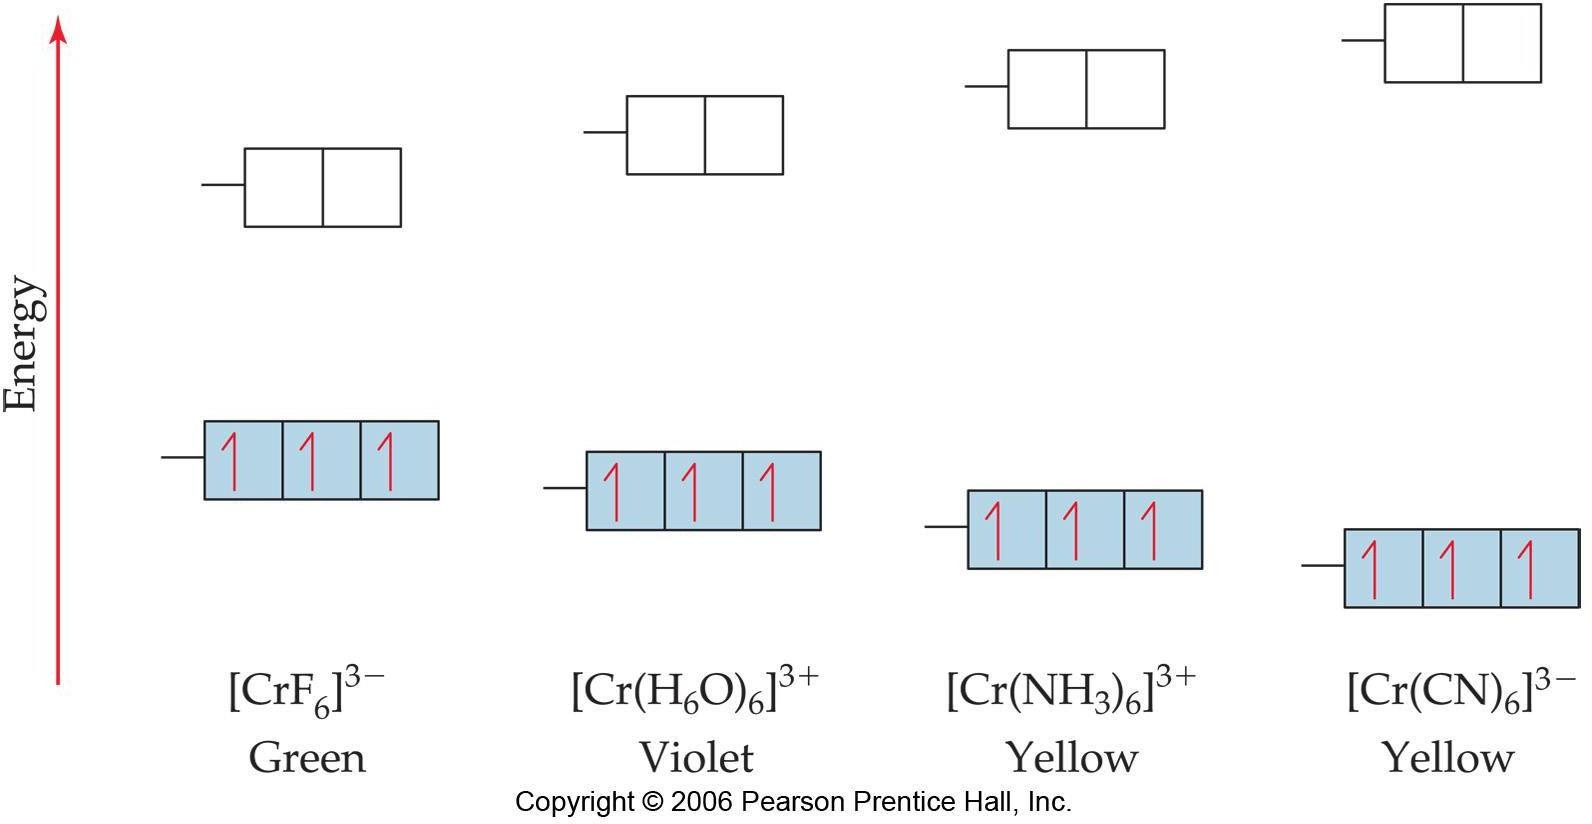 Energy
[CrF₆]³⁻ [Cr(H₆O)₆]³⁺ [Cr(NH₃)₆]³⁺ [Cr(CN)₆]³⁻
Green Violet Yellow Yellow
Copyright © 2006 Pearson Prentice Hall, Inc.